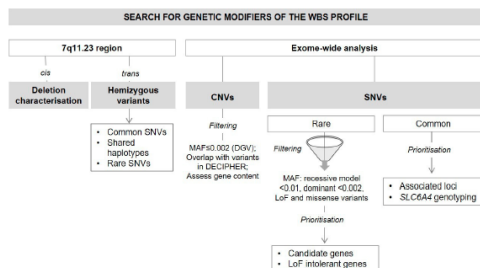 SEARCH FOR GENETIC MODIFIERS OF THE WBS PROFILE
7q11.23 region
Exome-wide analysis
cis
trans
Deletion
characterisation
Hemizygous
variants
CNVs
SNVs
• Common SNVs
• Shared
haplotypes
• Rare SNVs
Filtering
MAF≤0.002 (DGV);
Overlap with variants
in DECIPHER;
Assess gene content
Rare
Common
Filtering
MAF: recessive model
<0.01, dominant <0.002,
LoF and missense variants
Prioritisation
• Candidate genes
• LoF intolerant genes
Prioritisation
• Associated loci
• SLC6A4 genotyping